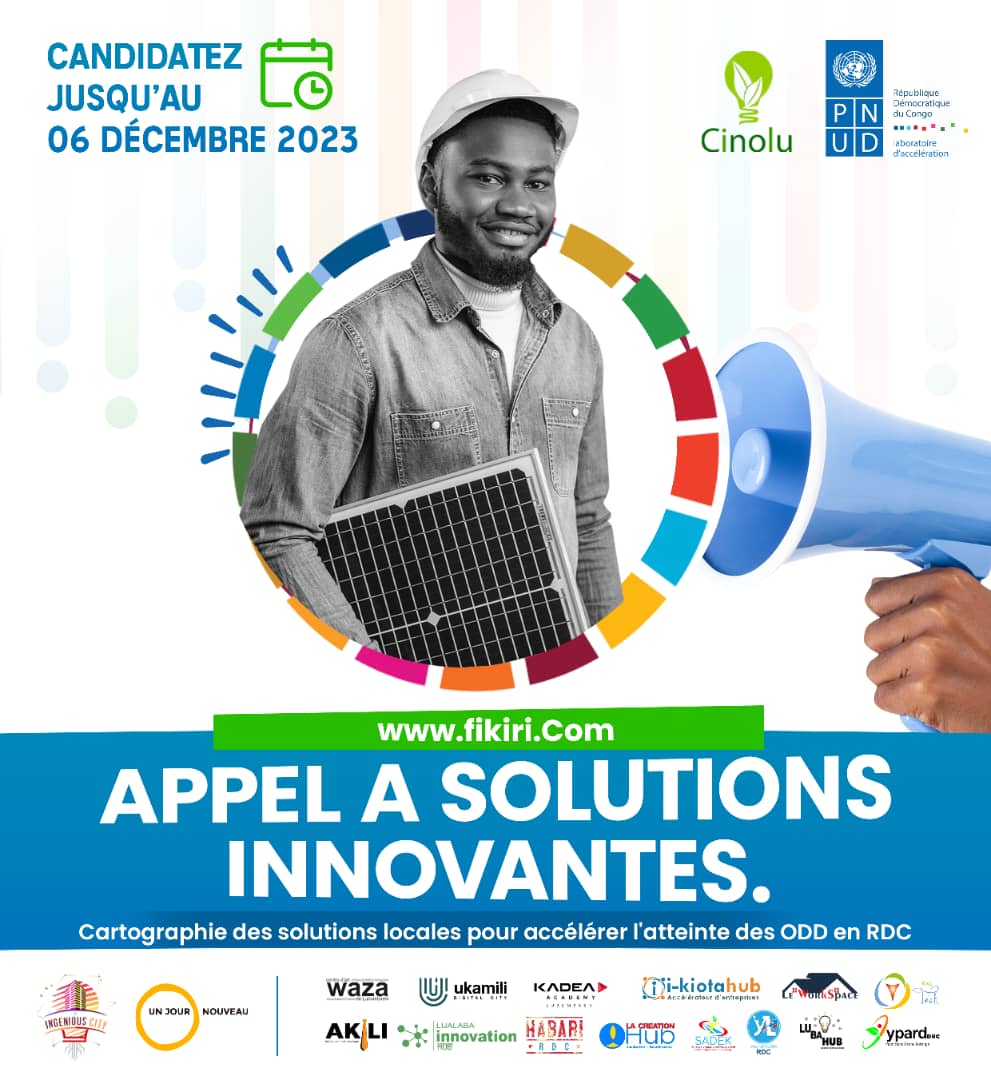 CANDIDATEZ
JUSQU'AU
06 DÉCEMBRE 2023
Cinolu
PN
UD
République
Démocratique
du Congo
laboratoire
d'accélération
www.fikiri.Com
APPEL A SOLUTIONS
INNOVANTES.
Cartographie des solutions locales pour accélérer l'atteinte des ODD en RDC
INGENIOUS CITY
UN JOUR NOUVEAU
waza
ukamili
DIGITAL CITY
KADEA
ACADEMY
i-kiotahub
Accélérateur d'entreprises
LE WORKSPACE
Tech
AKILI
LUALABA
innovation
HUB
HABARI
RDC
LA CREATION
Hub
SADEK
RDC
LUBA
HUB
ypard